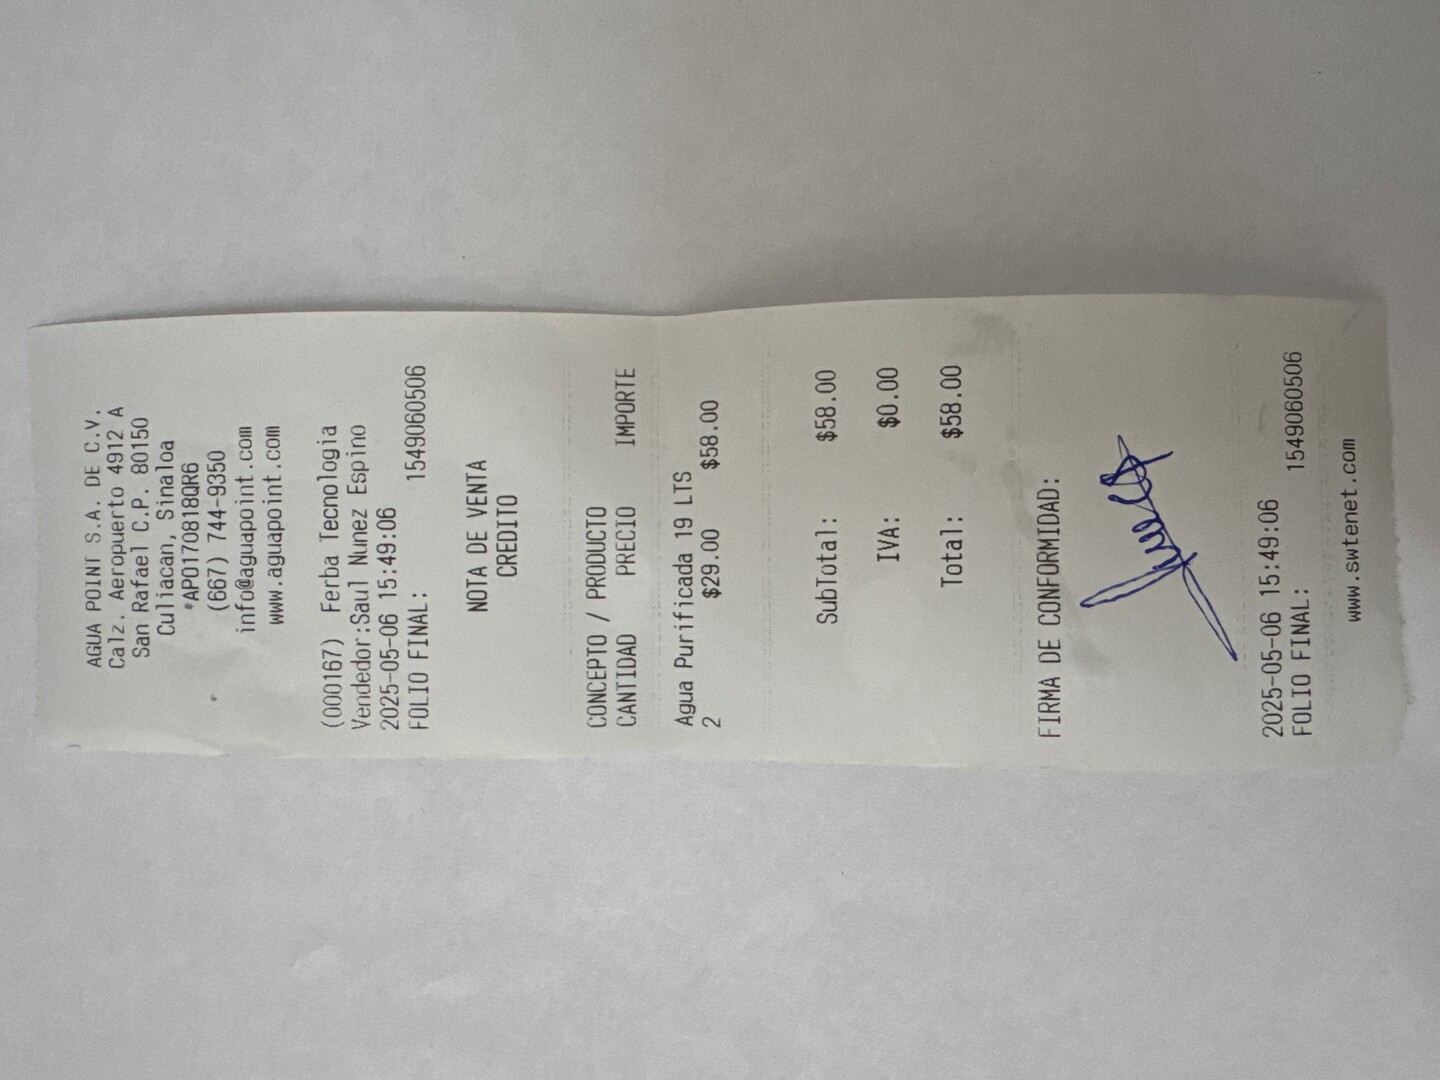 AGUA POINT S.A. DE C.V.
Calz. Aeropuerto 4912 A
San Rafael C.P. 80150
Culiacan, Sinaloa
*APO170818QR6
(667) 744-9350
info@aguapoint.com
www.aguapoint.com
(000167) Ferba Tecnologia
Vendedor:Saul Nunez Espino
2025-05-06 15:49:06
FOLIO FINAL: 1549060506
NOTA DE VENTA
CREDITO
CONCEPTO / PRODUCTO
CANTIDAD PRECIO IMPORTE
Agua Purificada 19 LTS
2 $29.00 $58.00
SubTotal: $58.00
IVA: $0.00
Total: $58.00
FIRMA DE CONFORMIDAD:
2025-05-06 15:49:06
FOLIO FINAL: 1549060506
www.swtenet.com